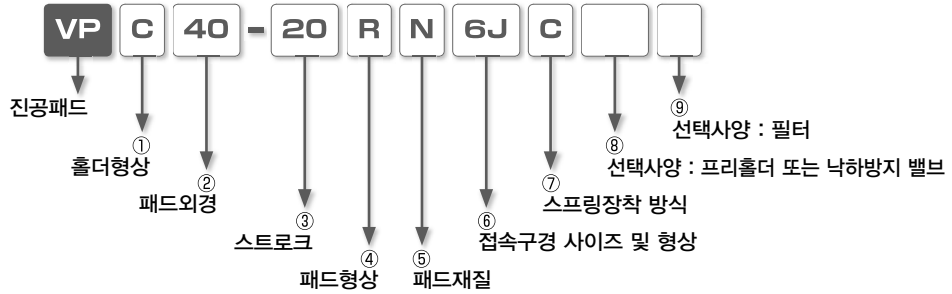 VP C 40 - 20 R N 6J C
진공패드
① 홀더형상
② 패드외경
③ 스트로크
④ 패드형상
⑤ 패드재질
⑥ 접속구경 사이즈 및 형상
⑦ 스프링장착 방식
⑧ 선택사양 : 프리홀더 또는 낙하방지 밸브
⑨ 선택사양 : 필터